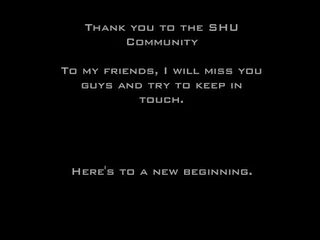 Thank you to the SHU
Community
To my friends, I will miss you
guys and try to keep in
touch.
Here's to a new beginning.